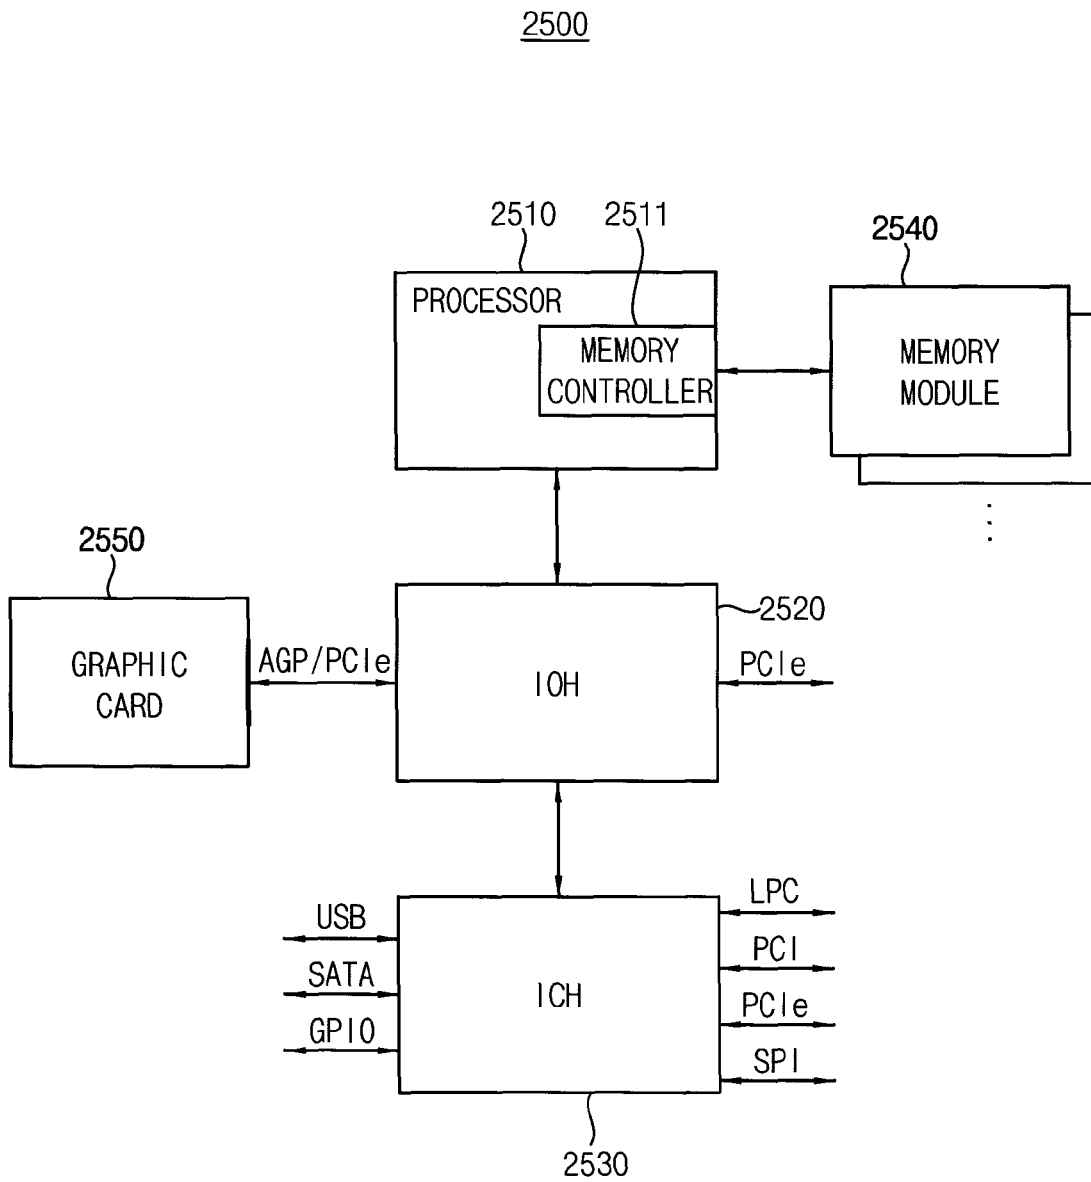 2500
2510
2511
2540
PROCESSOR
MEMORY
CONTROLLER
MEMORY
MODULE
2550
2520
GRAPHIC
CARD
AGP/PCIe
IOH
PCIe
USB
SATA
GPIO
ICH
LPC
PCI
PCIe
SPI
2530